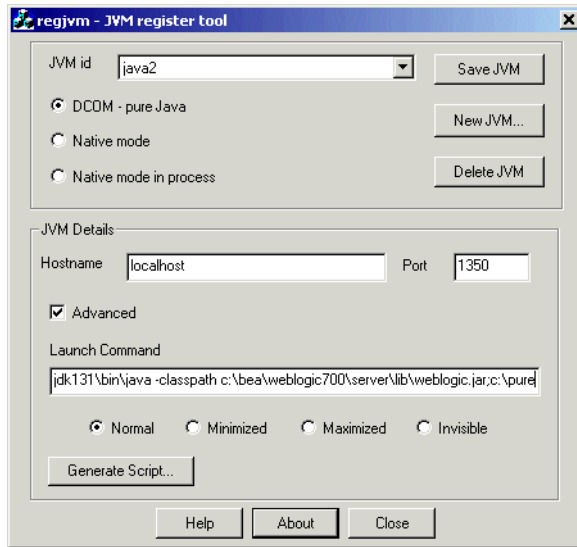 regjvm - JVM register tool
JVM id java2 Save JVM
DCOM - pure Java
New JVM...
Native mode
Native mode in process Delete JVM
JVM Details
Hostname localhost Port 1350
Advanced
Launch Command
jdk131\bin\java -classpath c:\bea\weblogic700\server\lib\weblogic.jar;c:\pure
Normal Minimized Maximized Invisible
Generate Script...
Help About Close